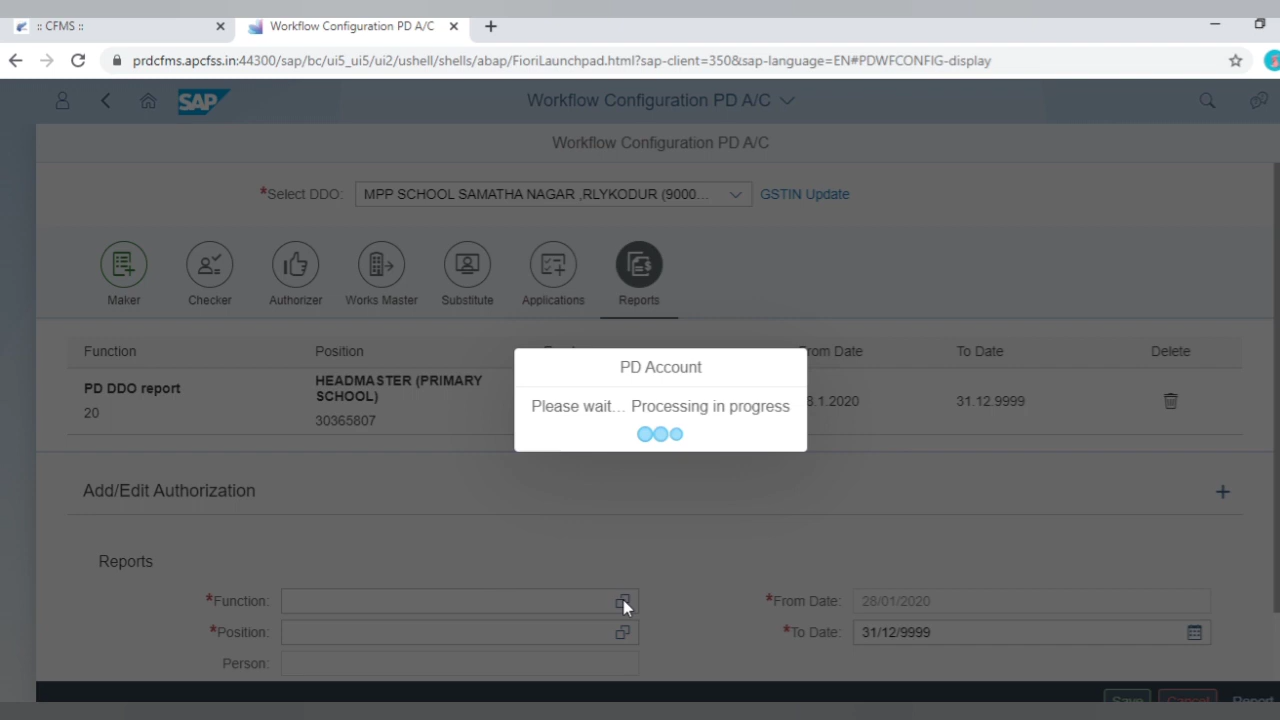 :: CFMS ::
Workflow Configuration PD A/C
prdcfms.apcfss.in:44300/sap/bc/ui5_ui5/ui2/ushell/shells/abap/FioriLaunchpad.html?sap-client=350&sap-language=EN#PDWFCONFIG-display
SAP
Workflow Configuration PD A/C
Workflow Configuration PD A/C
*Select DDO: MPP SCHOOL SAMATHA NAGAR ,RLYKODUR (9000... GSTIN Update
Maker Checker Authorizer Works Master Substitute Applications Reports
Function Position From Date To Date Delete
PD DDO report
20
HEADMASTER (PRIMARY
SCHOOL)
30365807
.1.2020 31.12.9999
PD Account
Please wait... Processing in progress
Add/Edit Authorization
Reports
*Function: *From Date: 28/01/2020
*Position: *To Date: 31/12/9999
Person:
Save Cancel Report